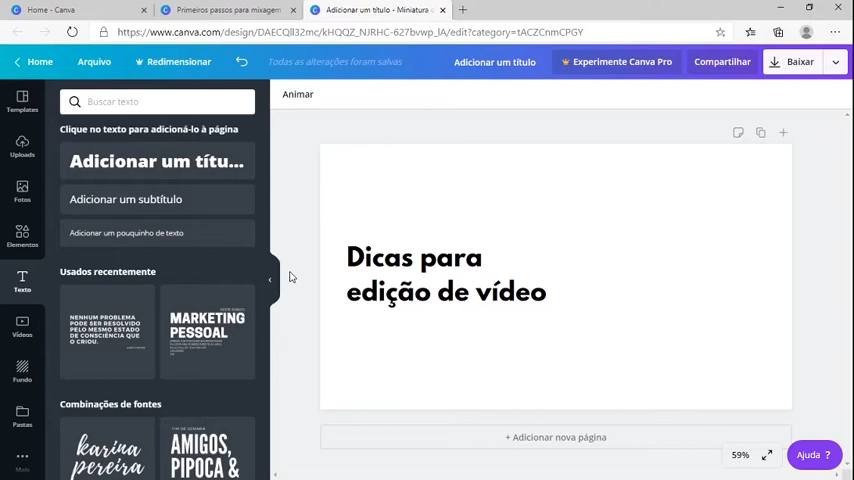 Home - Canva
Primeiros passos para mixagem
Adicionar um título - Miniatura d
https://www.canva.com/design/DAECQll32mc/kHQQZ_NJRHC-627bvwp_lA/edit?category=tACZCnmCPGY
Home
Arquivo
Redimensionar
Todas as alterações foram salvas
Adicionar um título
Experimente Canva Pro
Compartilhar
Baixar
Templates
Uploads
Fotos
Elementos
Texto
Vídeos
Fundo
Pastas
Mais
Buscar texto
Clique no texto para adicioná-lo à página
Adicionar um títu...
Adicionar um subtítulo
Adicionar um pouquinho de texto
Usados recentemente
NENHUM PROBLEMA
PODE SER RESOLVIDO
PELO MESMO ESTADO
DE CONSCIÊNCIA QUE
O CRIOU.
MARKETING
PESSOAL
Combinações de fontes
karina
pereira
FIM DE SEMANA
AMIGOS,
PIPOCA &
Animar
Dicas para
edição de vídeo
+ Adicionar nova página
59%
Ajuda ?